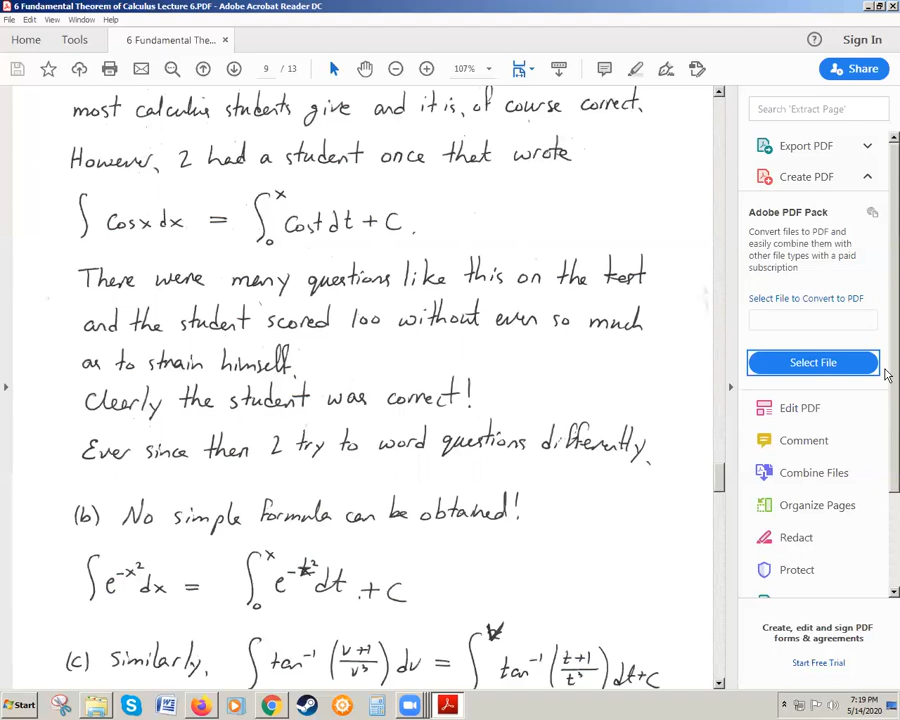 6 Fundamental Theorem of Calculus Lecture 6.PDF - Adobe Acrobat Reader DC
File Edit View Window Help
Home Tools 6 Fundamental The... × Sign In
9 / 13 107% Share
most calculus students give and it is, of course correct.
However, I had a student once that wrote
∫ cosx dx = ∫₀ˣ cost dt + C.
There were many questions like this on the test
and the student scored 100 without even so much
as to strain himself.
Clearly the student was correct!
Ever since then I try to word questions differently.
(b) No simple formula can be obtained!
∫ e^(-x²) dx = ∫₀ˣ e^(-t²) dt + C
(c) Similarly, ∫ tan⁻¹ ((v+1)/v³) dv = ∫ᵛ tan⁻¹ ((t+1)/t³) dt + C
Search 'Extract Page'
Export PDF
Create PDF
Adobe PDF Pack
Convert files to PDF and
easily combine them with
other file types with a paid
subscription
Select File to Convert to PDF
Select File
Edit PDF
Comment
Combine Files
Organize Pages
Redact
Protect
Create, edit and sign PDF
forms & agreements
Start Free Trial
Start
7:19 PM
5/14/2020